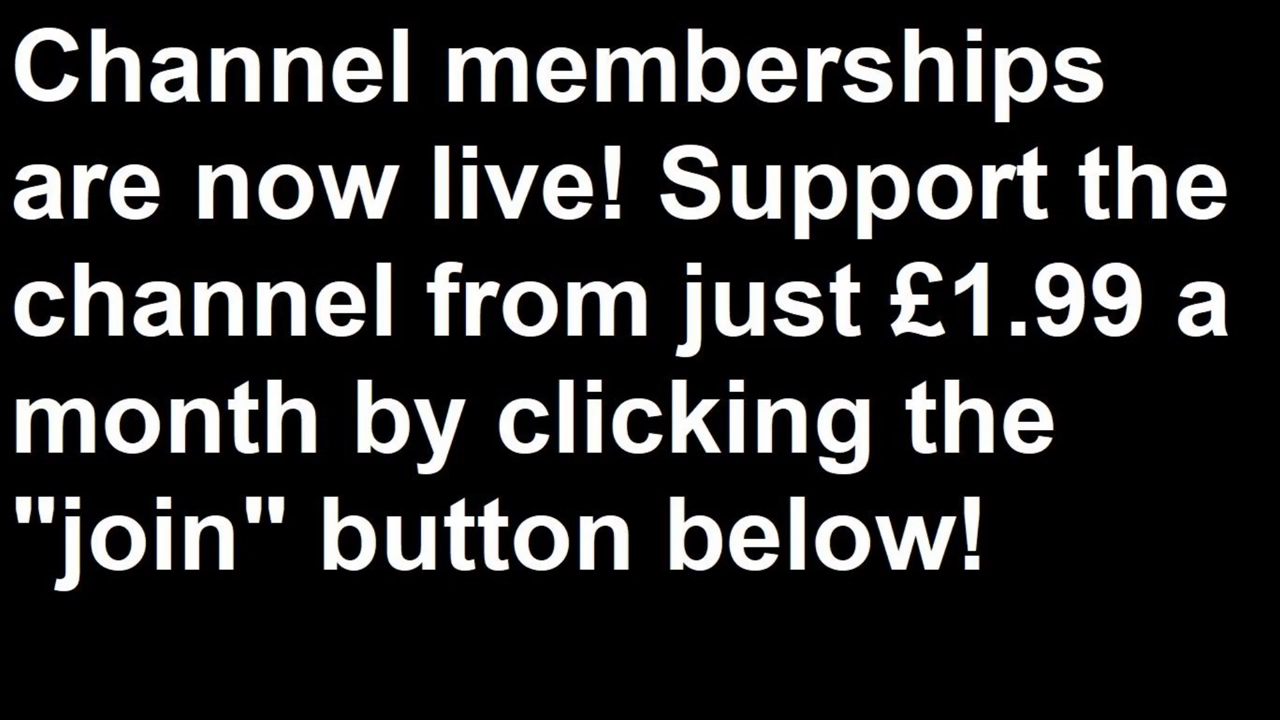 Channel memberships
are now live! Support the
channel from just £1.99 a
month by clicking the
"join" button below!